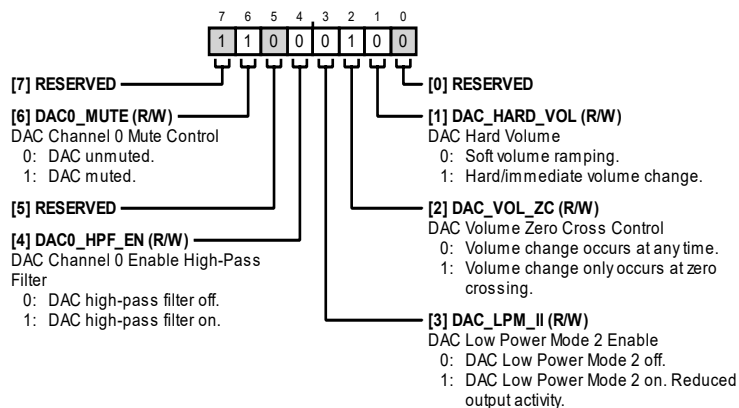 7 6 5 4 3 2 1 0
1 1 0 0 0 1 0 0
[7] RESERVED
[6] DAC0_MUTE (R/W)
DAC Channel 0 Mute Control
0: DAC unmuted.
1: DAC muted.
[5] RESERVED
[4] DAC0_HPF_EN (R/W)
DAC Channel 0 Enable High-Pass
Filter
0: DAC high-pass filter off.
1: DAC high-pass filter on.
[0] RESERVED
[1] DAC_HARD_VOL (R/W)
DAC Hard Volume
0: Soft volume ramping.
1: Hard/immediate volume change.
[2] DAC_VOL_ZC (R/W)
DAC Volume Zero Cross Control
0: Volume change occurs at any time.
1: Volume change only occurs at zero
crossing.
[3] DAC_LPM_II (R/W)
DAC Low Power Mode 2 Enable
0: DAC Low Power Mode 2 off.
1: DAC Low Power Mode 2 on. Reduced
output activity.